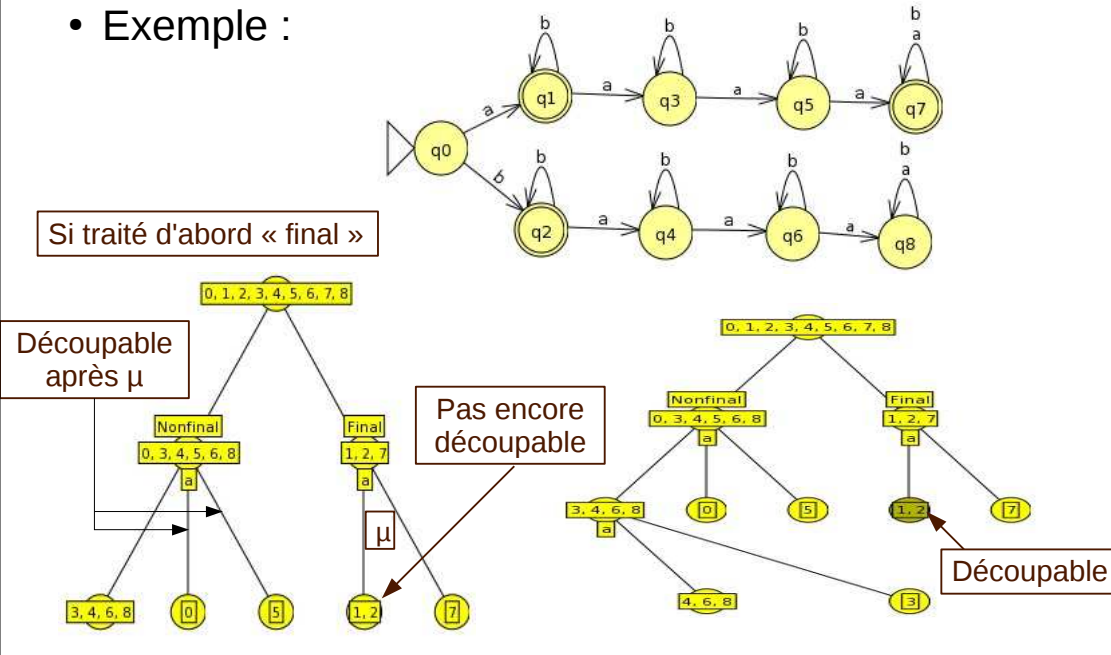 • Exemple :
b
b
b
b
a
q1
a
q3
a
q5
a
q7
a
q0
b
b
b
b
b
a
q2
a
q4
a
q6
a
q8
Si traité d'abord « final »
0, 1, 2, 3, 4, 5, 6, 7, 8
Découpable
après µ
Nonfinal
0, 3, 4, 5, 6, 8
a
Final
1, 2, 7
a
µ
3, 4, 6, 8
0
5
1, 2
7
Pas encore
découpable
0, 1, 2, 3, 4, 5, 6, 7, 8
Nonfinal
0, 3, 4, 5, 6, 8
a
Final
1, 2, 7
a
3, 4, 6, 8
a
0
5
1, 2
7
4, 6, 8
3
Découpable